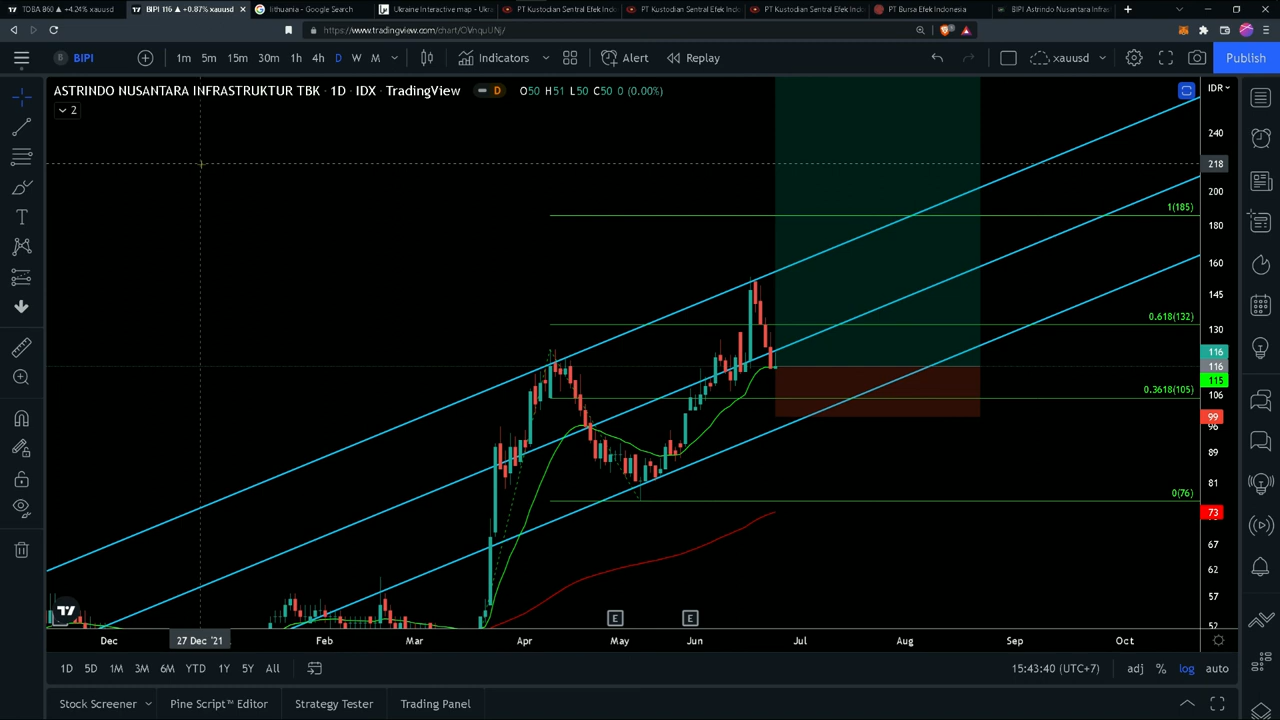 TDBA 860 ▲ +4.24% xauusd
BIPI 116 ▲ +0.87% xauusd
lithuania - Google Search
Ukraine Interactive map - Ukra
PT Kustodian Sentral Efek Indo
PT Kustodian Sentral Efek Indo
PT Kustodian Sentral Efek Indo
PT Bursa Efek Indonesia
BIPI Astrindo Nusantara Infras
https://www.tradingview.com/chart/OVnquUNj/
BIPI
1m 5m 15m 30m 1h 4h D W M
Indicators
Alert
Replay
xauusd
Publish
ASTRINDO NUSANTARA INFRASTRUKTUR TBK · 1D · IDX · TradingView
D
O50 H51 L50 C50 0 (0.00%)
2
IDR
240
218
200
1(185)
180
160
145
130
0.618(132)
116
116
115
0.3618(105)
106
99
96
89
81
0(76)
73
67
62
57
52
E E
Dec 27 Dec '21 Feb Mar Apr May Jun Jul Aug Sep Oct
1D 5D 1M 3M 6M YTD 1Y 5Y All
15:43:40 (UTC+7)
adj % log auto
Stock Screener
Pine Script™ Editor
Strategy Tester
Trading Panel